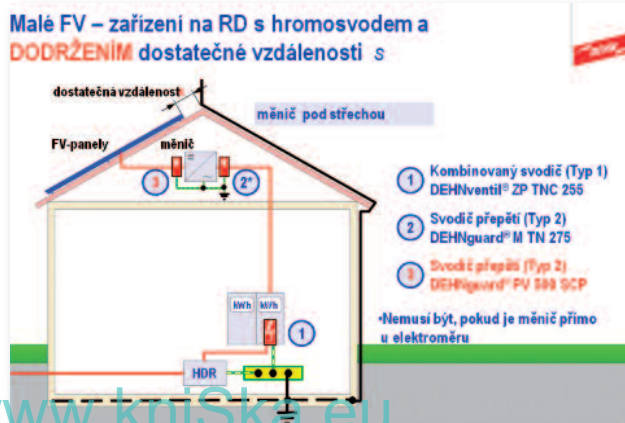 Malé FV – zařízení na RD s hromosvodem a
DODRŽENÍM dostatečné vzdálenosti s
dostatečná vzdálenost
měnič pod střechou
FV-panely
měnič
3
2*
1 Kombinovaný svodič (Typ 1)
DEHNventil® ZP TNC 255
2 Svodič přepětí (Typ 2)
DEHNguard® M TN 275
3 Svodič přepětí (Typ 2)
DEHNguard® PV 500 SCP
kWh
kWh
1
•Nemusí být, pokud je měnič přímo
u elektroměru
HDR
www.kniSka.eu